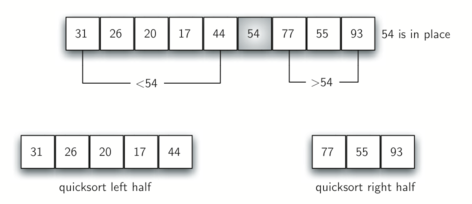 31 26 20 17 44 54 77 55 93 54 is in place
<54 >54
31 26 20 17 44 77 55 93
quicksort left half quicksort right half